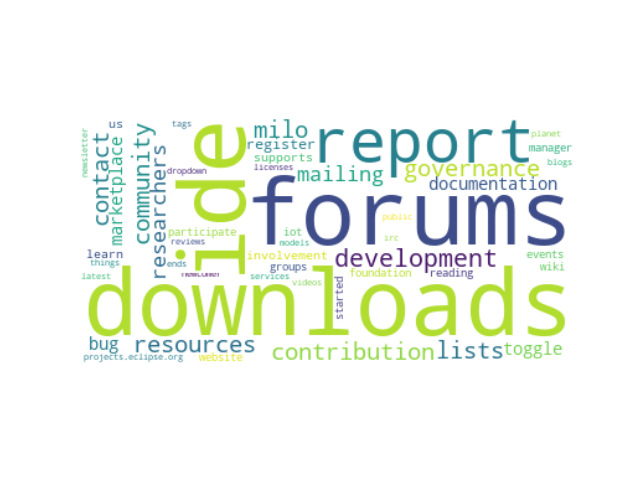 us
tags
newsletter
contact
marketplace
community
researchers
dropdown
ide
milo
register
supports
licenses
mailing
report
governance
documentation
planet
manager
blogs
forums
public
irc
participate
reviews
iot
models
learn
things
latest
ends
newcomer
involvement
groups
services
videos
development
foundation
reading
started
events
wiki
downloads
bug
resources
projects.eclipse.org
website
contribution
lists
toggle